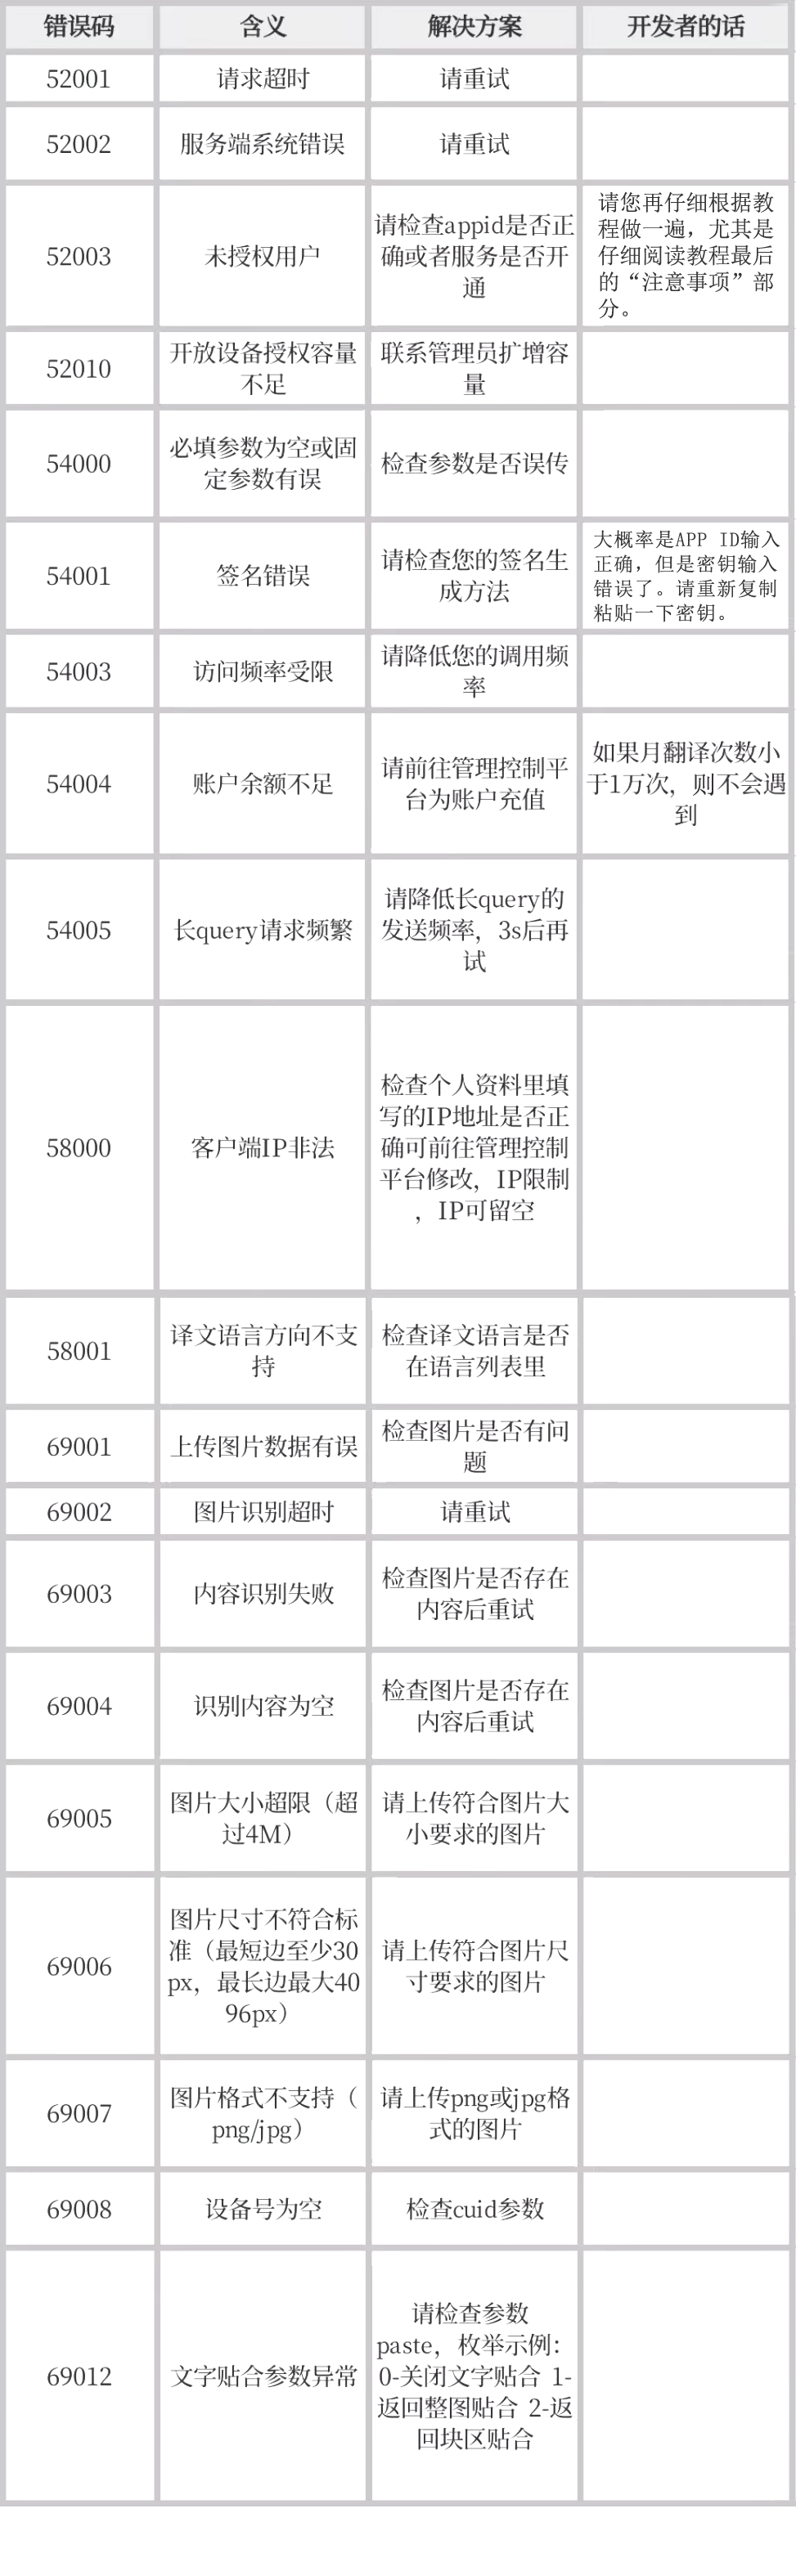 错误码 含义 解决方案 开发者的话
52001 请求超时 请重试
52002 服务端系统错误 请重试
52003
未授权用户
请检查appid是否正
确或者服务是否开
通
请您再仔细根据教
程做一遍，尤其是
仔细阅读教程最后
的“注意事项”部
分。
52010
开放设备授权容量
不足
联系管理员扩增容
量
54000
必填参数为空或固
定参数有误
检查参数是否误传
54001
签名错误
请检查您的签名生
成方法
大概率是APP ID输入
正确，但是密钥输入
错误了。请重新复制
粘贴一下密钥。
54003
访问频率受限
请降低您的调用频
率
54004
账户余额不足
请前往管理控制平
台为账户充值
如果月翻译次数小
于1万次，则不会遇
到
54005
长query请求频繁
请降低长query的
发送频率，3s后再
试
58000
客户端IP非法
检查个人资料里填
写的IP地址是否正
确可前往管理控制
平台修改，IP限制
，IP可留空
58001
译文语言方向不支
持
检查译文语言是否
在语言列表里
69001
上传图片数据有误
检查图片是否有问
题
69002 图片识别超时 请重试
69003
内容识别失败
检查图片是否存在
内容后重试
69004
识别内容为空
检查图片是否存在
内容后重试
69005
图片大小超限（超
过4M）
请上传符合图片大
小要求的图片
69006
图片尺寸不符合标
准（最短边至少30
px，最长边最大40
96px）
请上传符合图片尺
寸要求的图片
69007
图片格式不支持（
png/jpg）
请上传png或jpg格
式的图片
69008 设备号为空 检查cuid参数
69012
文字贴合参数异常
请检查参数
paste，枚举示例：
0-关闭文字贴合 1-
返回整图贴合 2-返
回块区贴合